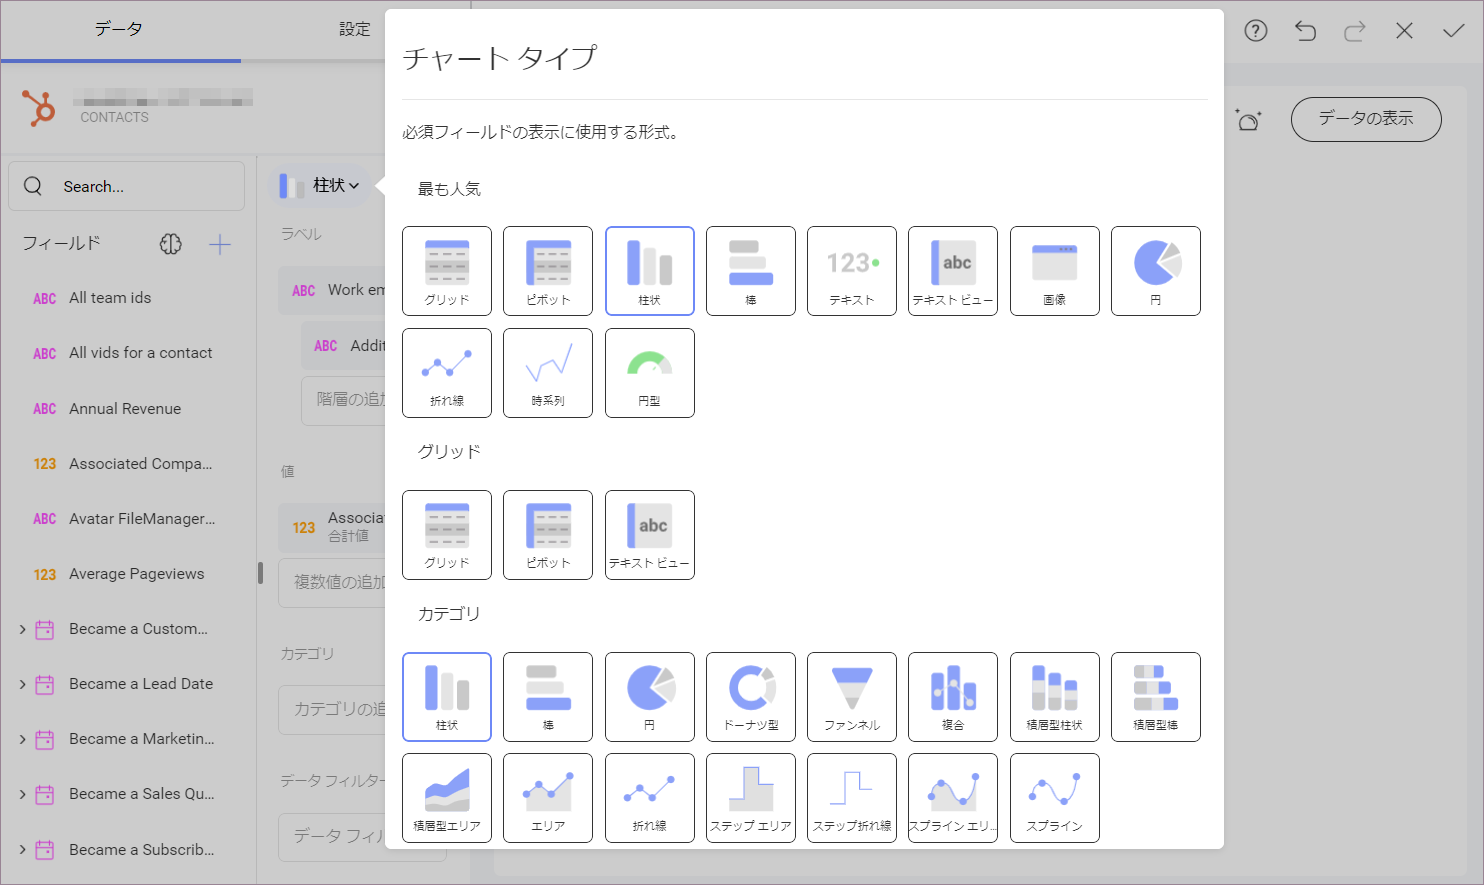 データ
設定
CONTACTS
データの表示
Search...
フィールド
ABC All team ids
ABC All vids for a contact
ABC Annual Revenue
123 Associated Compa...
ABC Avatar FileManager...
123 Average Pageviews
Became a Custom...
Became a Lead Date
Became a Marketin...
Became a Sales Qu...
Became a Subscrib...
柱状
ラベル
ABC Work em
ABC Addit
階層の追加
値
123 Associat
合計値
複数値の追加
カテゴリ
カテゴリの追
データ フィルター
データ フィル
チャート タイプ
必須フィールドの表示に使用する形式。
最も人気
グリッド
ピボット
柱状
棒
123
テキスト
abc
テキスト ビュー
画像
円
折れ線
時系列
円型
グリッド
グリッド
ピボット
abc
テキスト ビュー
カテゴリ
柱状
棒
円
ドーナツ型
ファンネル
複合
積層型柱状
積層型棒
積層型エリア
エリア
折れ線
ステップ エリア
ステップ折れ線
スプライン エリ...
スプライン